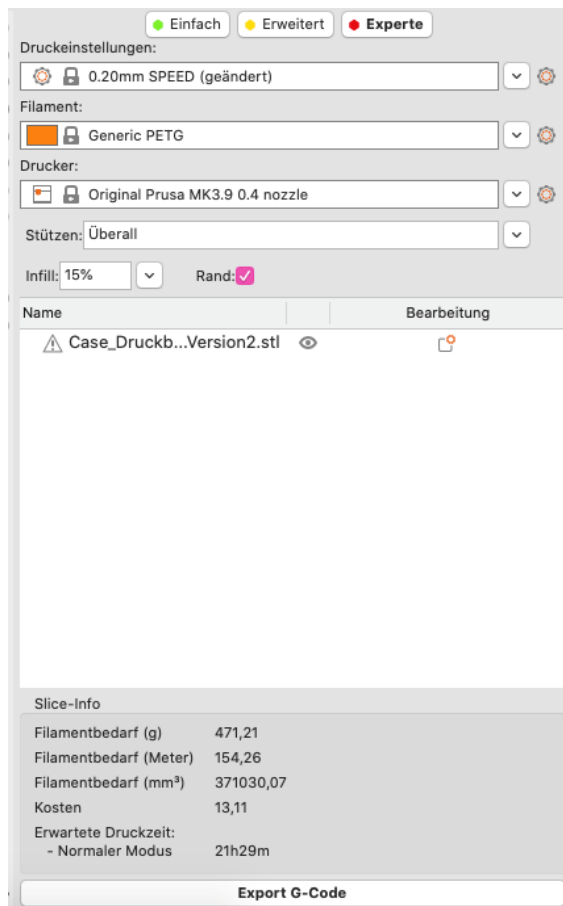 Einfach Erweitert Experte
Druckeinstellungen:
0.20mm SPEED (geändert)
Filament:
Generic PETG
Drucker:
Original Prusa MK3.9 0.4 nozzle
Stützen: Überall
Infill: 15% Rand:
Name Bearbeitung
Case_Druckb...Version2.stl
Slice-Info
Filamentbedarf (g) 471,21
Filamentbedarf (Meter) 154,26
Filamentbedarf (mm³) 371030,07
Kosten 13,11
Erwartete Druckzeit:
- Normaler Modus 21h29m
Export G-Code